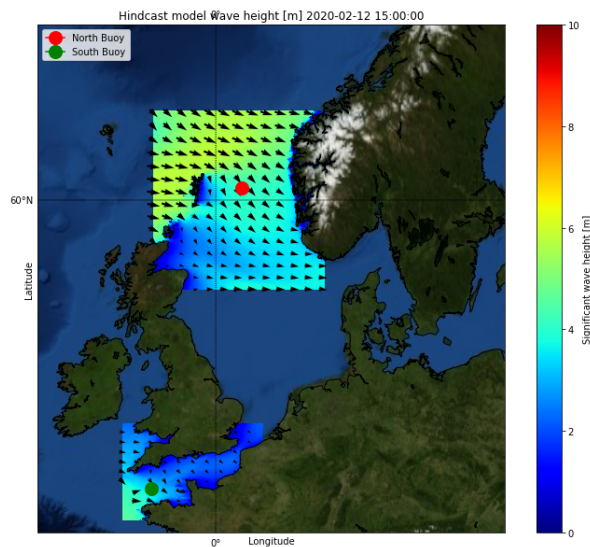 Hindcast model wave height [m] 2020-02-12 15:00:00
0°
North Buoy
South Buoy
60°N
Latitude
0°
Longitude
10
8
6
4
2
0
Significant wave height [m]